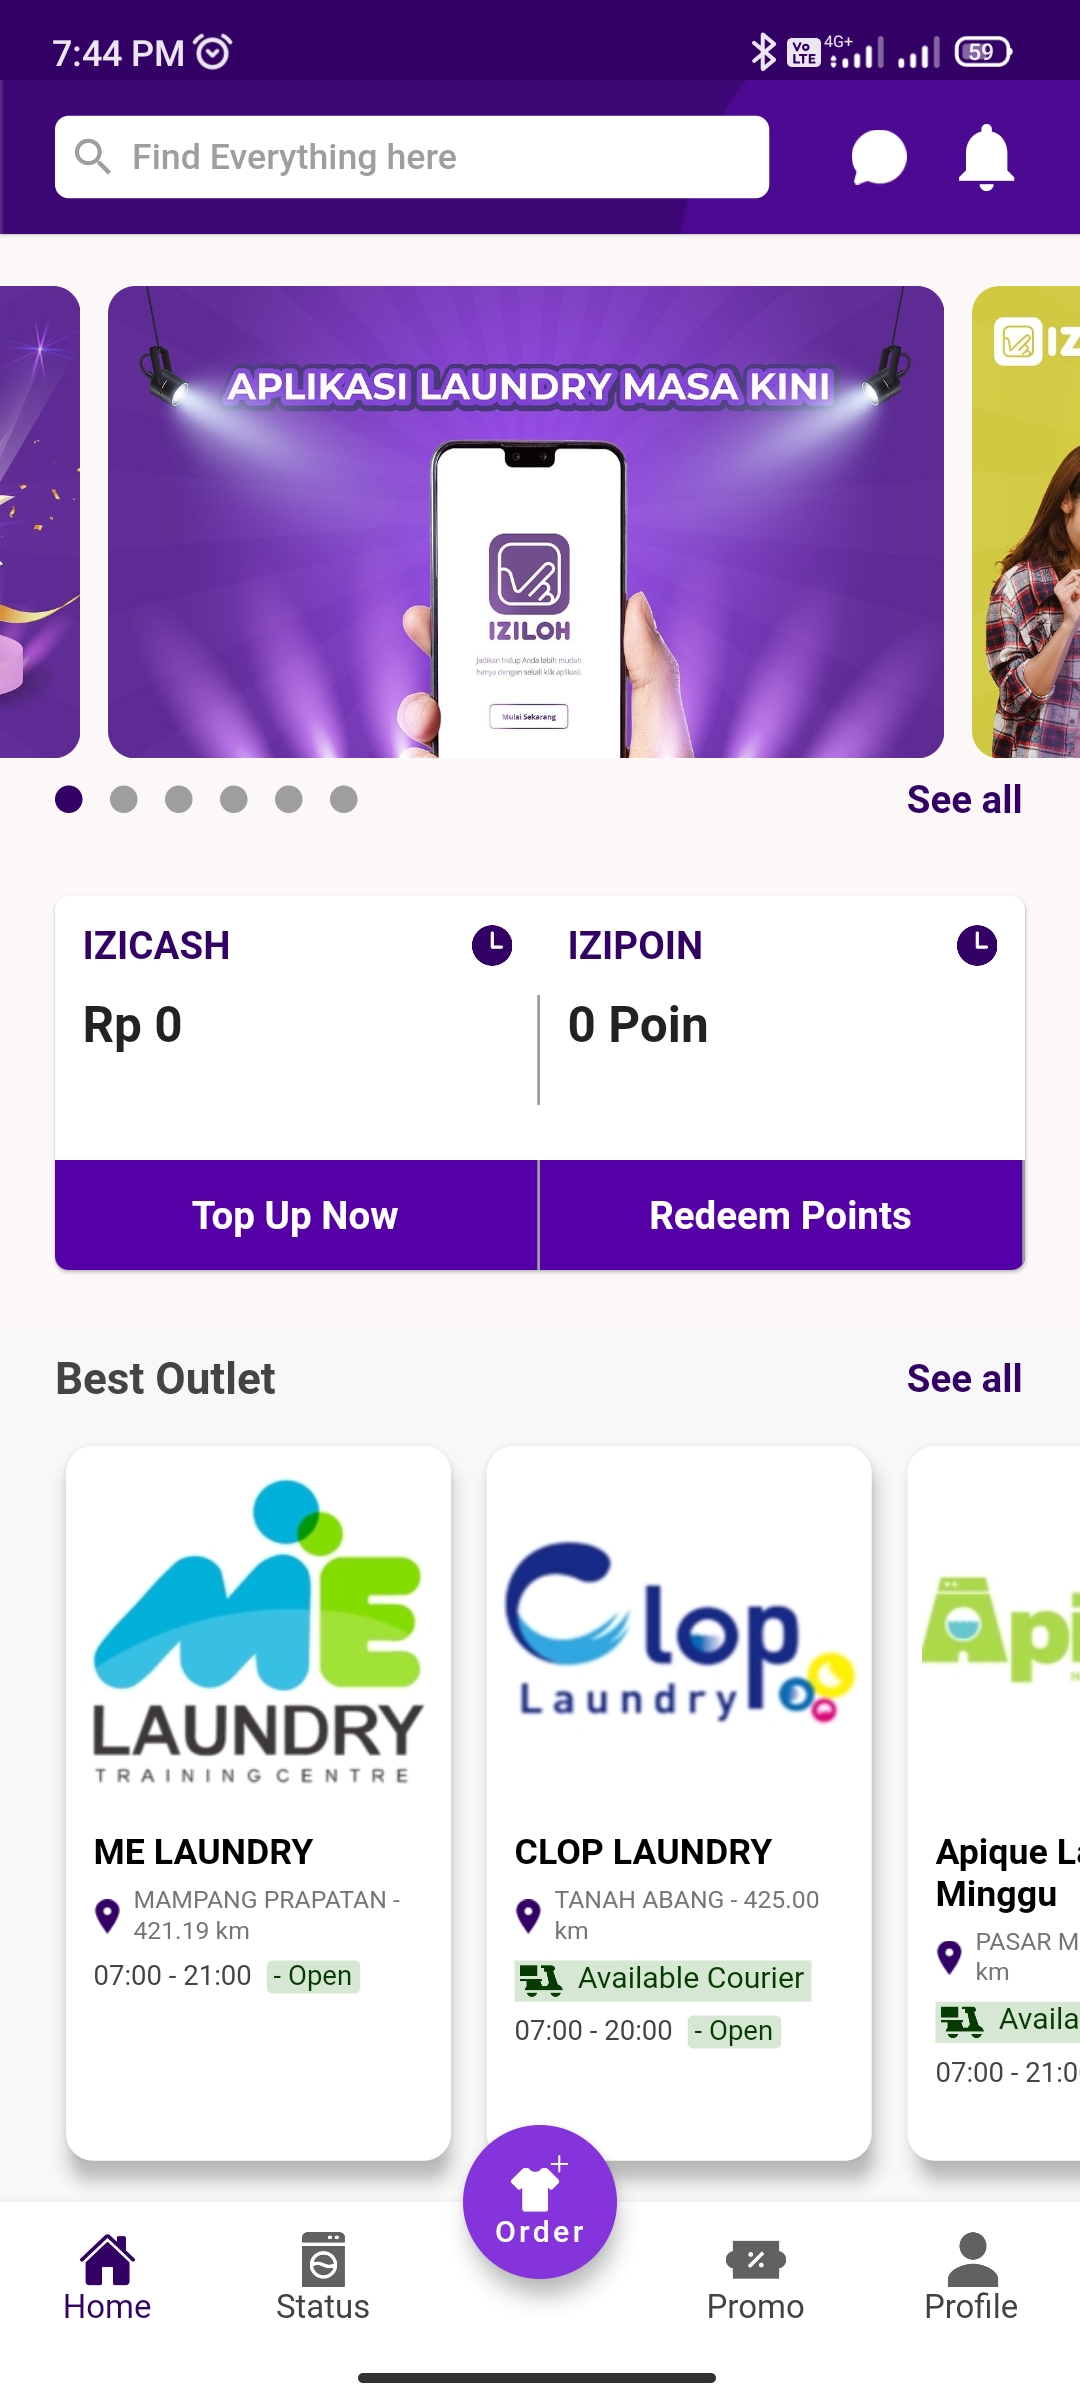 7:44 PM
Vo LTE 4G+ 59
Find Everything here
APLIKASI LAUNDRY MASA KINI
IZILOH
Jadikan hidup Anda lebih mudah
hanya dengan sekali klik aplikasi.
Mulai Sekarang
IZ
See all
IZICASH
IZIPOIN
Rp 0
0 Poin
Top Up Now
Redeem Points
Best Outlet
See all
ME
LAUNDRY
TRAINING CENTRE
Clop
Laundry
Api
ME LAUNDRY
MAMPANG PRAPATAN -
421.19 km
07:00 - 21:00 - Open
CLOP LAUNDRY
TANAH ABANG - 425.00
km
Available Courier
07:00 - 20:00 - Open
Apique La
Minggu
PASAR M
km
Availa
07:00 - 21:0
Order
Home
Status
Promo
Profile